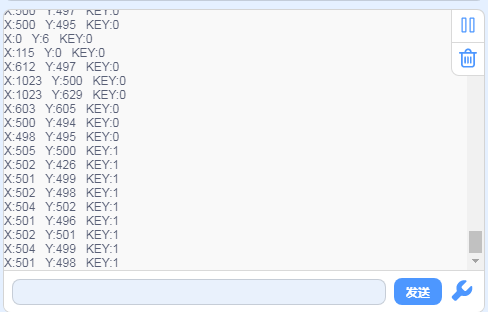 X:500 Y:497 KEY:0
X:500 Y:495 KEY:0
X:0 Y:6 KEY:0
X:115 Y:0 KEY:0
X:612 Y:497 KEY:0
X:1023 Y:500 KEY:0
X:1023 Y:629 KEY:0
X:603 Y:605 KEY:0
X:500 Y:494 KEY:0
X:498 Y:495 KEY:0
X:505 Y:500 KEY:1
X:502 Y:426 KEY:1
X:501 Y:499 KEY:1
X:502 Y:498 KEY:1
X:504 Y:502 KEY:1
X:501 Y:496 KEY:1
X:502 Y:501 KEY:1
X:504 Y:499 KEY:1
X:501 Y:498 KEY:1
发送